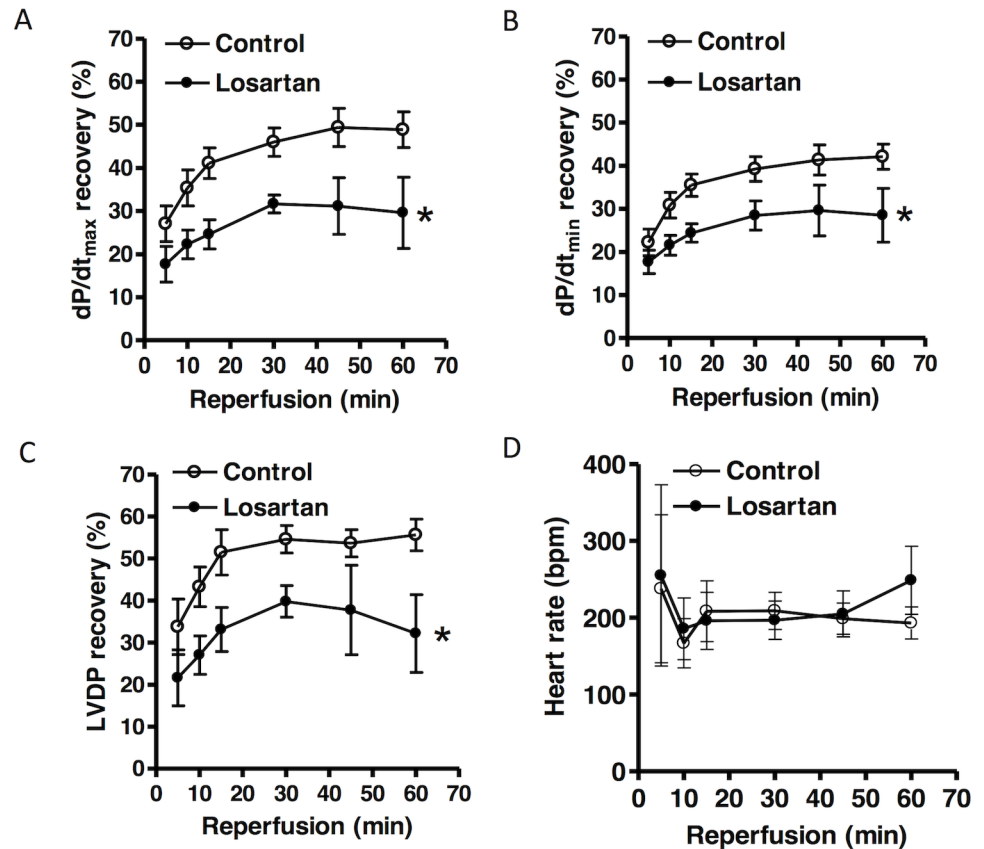 A
dP/dtmax recovery (%)
70
60
50
40
30
20
10
0
Control
Losartan
*
0 10 20 30 40 50 60 70
Reperfusion (min)
B
dP/dtmin recovery (%)
70
60
50
40
30
20
10
0
Control
Losartan
*
0 10 20 30 40 50 60 70
Reperfusion (min)
C
LVDP recovery (%)
70
60
50
40
30
20
10
0
Control
Losartan
*
0 10 20 30 40 50 60 70
Reperfusion (min)
D
Heart rate (bpm)
400
300
200
100
0
Control
Losartan
0 10 20 30 40 50 60 70
Reperfusion (min)